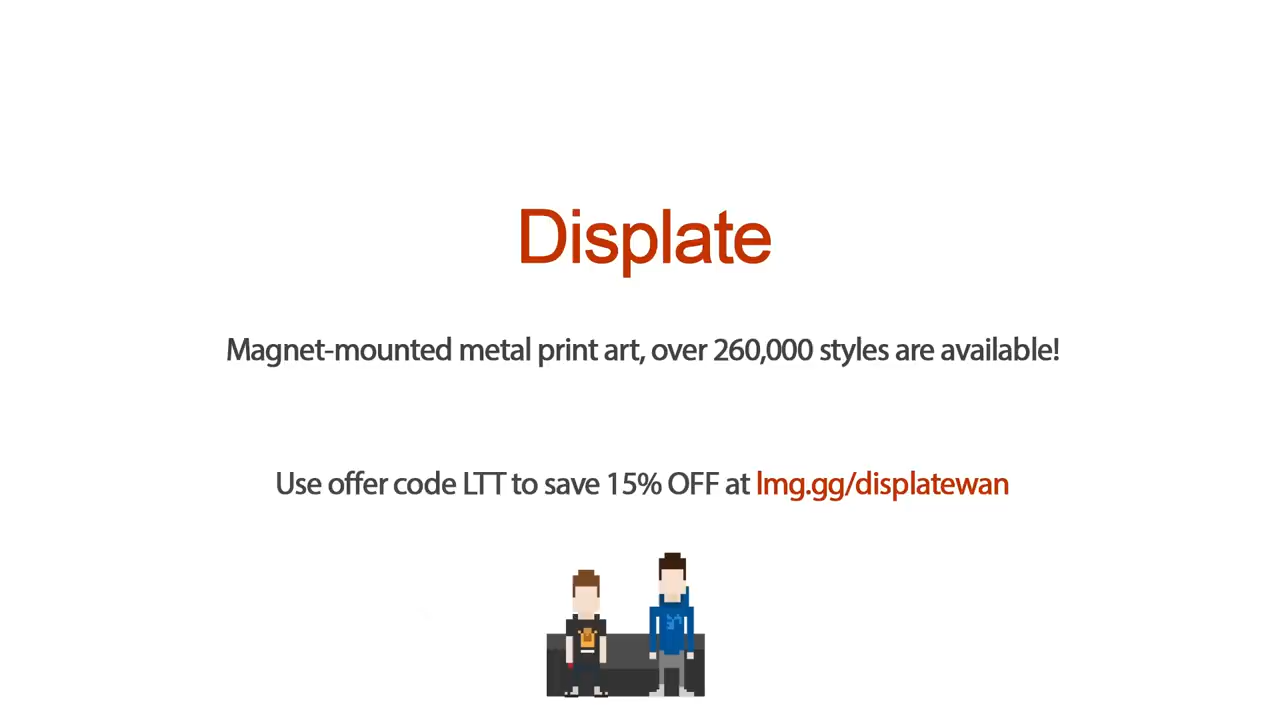 Displate
Magnet-mounted metal print art, over 260,000 styles are available!
Use offer code LTT to save 15% OFF at lmg.gg/displatewan